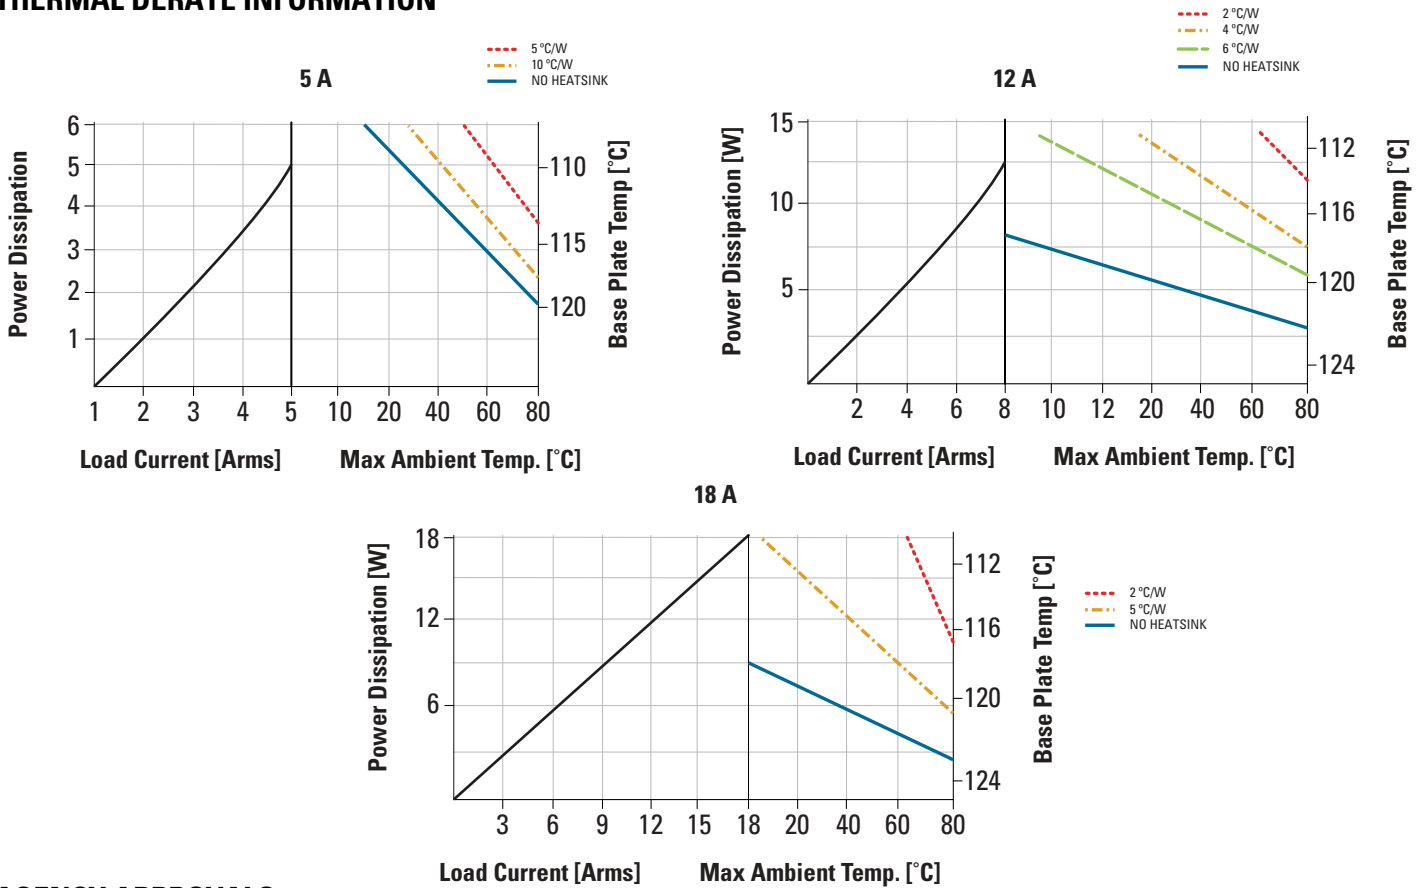 THERMAL DERATE INFORMATION
5 A
5 °C/W
10 °C/W
NO HEATSINK
Power Dissipation
6
5
4
3
2
1
1 2 3 4 5 10 20 40 60 80
110
115
120
Base Plate Temp [°C]
Load Current [Arms]
Max Ambient Temp. [°C]
12 A
2 °C/W
4 °C/W
6 °C/W
NO HEATSINK
Power Dissipation [W]
15
10
5
2 4 6 8 10 12 20 40 60 80
112
116
120
124
Base Plate Temp [°C]
Load Current [Arms]
Max Ambient Temp. [°C]
18 A
Power Dissipation [W]
18
12
6
3 6 9 12 15 18 20 40 60 80
112
116
120
124
Base Plate Temp [°C]
2 °C/W
5 °C/W
NO HEATSINK
Load Current [Arms]
Max Ambient Temp. [°C]
AGENCY APPROVALS